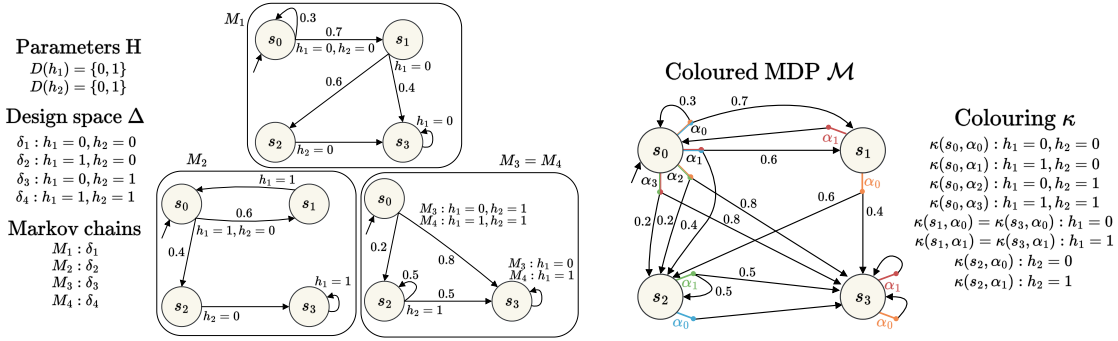 Parameters H
D(h₁) = {0,1}
D(h₂) = {0,1}
Design space Δ
δ₁ : h₁ = 0, h₂ = 0
δ₂ : h₁ = 1, h₂ = 0
δ₃ : h₁ = 0, h₂ = 1
δ₄ : h₁ = 1, h₂ = 1
Markov chains
M₁ : δ₁
M₂ : δ₂
M₃ : δ₃
M₄ : δ₄
M₁
0.3
s₀
0.7
h₁ = 0, h₂ = 0
s₁
h₁ = 0
0.6
0.4
s₂
h₂ = 0
h₁ = 0
s₃
M₂
s₀
h₁ = 1
s₁
0.6
h₁ = 1, h₂ = 0
0.4
s₂
h₂ = 0
h₁ = 1
s₃
M₃ = M₄
s₀
M₃ : h₁ = 0, h₂ = 1
M₄ : h₁ = 1, h₂ = 1
0.2
0.8
M₃ : h₁ = 0
M₄ : h₁ = 1
0.5
s₂
0.5
h₂ = 1
s₃
Coloured MDP ℳ
0.3
0.7
α₀
s₀
α₁
0.6
α₁
s₁
α₃
α₂
α₀
0.2
0.2
0.4
0.8
0.8
0.6
0.4
s₂
α₁
0.5
0.5
α₀
s₃
α₁
α₀
Colouring κ
κ(s₀, α₀) : h₁ = 0, h₂ = 0
κ(s₀, α₁) : h₁ = 1, h₂ = 0
κ(s₀, α₂) : h₁ = 0, h₂ = 1
κ(s₀, α₃) : h₁ = 1, h₂ = 1
κ(s₁, α₀) = κ(s₃, α₀) : h₁ = 0
κ(s₁, α₁) = κ(s₃, α₁) : h₁ = 1
κ(s₂, α₀) : h₂ = 0
κ(s₂, α₁) : h₂ = 1